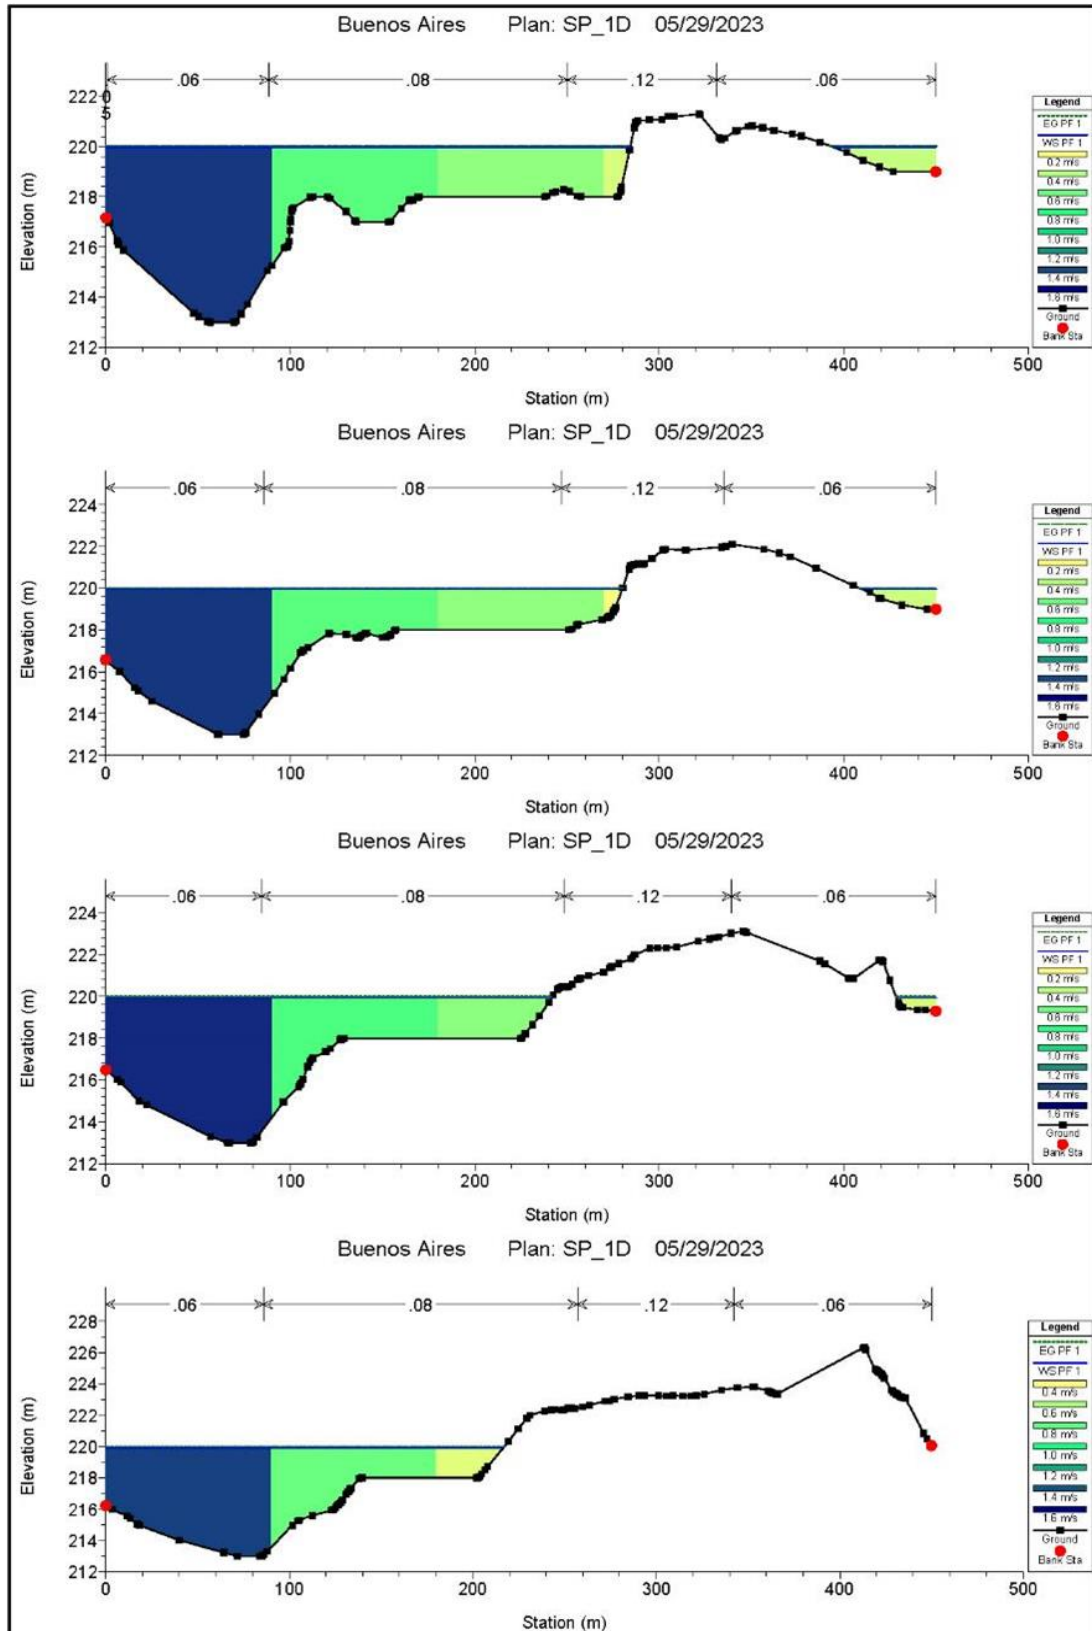 Buenos Aires Plan: SP_1D 05/29/2023
.06 .08 .12 .06
222
220
218
216
214
212
0
5
Elevation (m)
0 100 200 300 400 500
Station (m)
Legend
EG PF 1
WS PF 1
0.2 m/s
0.4 m/s
0.6 m/s
0.8 m/s
1.0 m/s
1.2 m/s
1.4 m/s
1.6 m/s
Ground
Bank Sta
Buenos Aires Plan: SP_1D 05/29/2023
.06 .08 .12 .06
224
222
220
218
216
214
212
Elevation (m)
0 100 200 300 400 500
Station (m)
Legend
EG PF 1
WS PF 1
0.2 m/s
0.4 m/s
0.6 m/s
0.8 m/s
1.0 m/s
1.2 m/s
1.4 m/s
1.6 m/s
Ground
Bank Sta
Buenos Aires Plan: SP_1D 05/29/2023
.06 .08 .12 .06
224
222
220
218
216
214
212
Elevation (m)
0 100 200 300 400 500
Station (m)
Legend
EG PF 1
WS PF 1
0.2 m/s
0.4 m/s
0.6 m/s
0.8 m/s
1.0 m/s
1.2 m/s
1.4 m/s
1.6 m/s
Ground
Bank Sta
Buenos Aires Plan: SP_1D 05/29/2023
.06 .08 .12 .06
228
226
224
222
220
218
216
214
212
Elevation (m)
0 100 200 300 400 500
Station (m)
Legend
EG PF 1
WS PF 1
0.4 m/s
0.6 m/s
0.8 m/s
1.0 m/s
1.2 m/s
1.4 m/s
1.6 m/s
Ground
Bank Sta